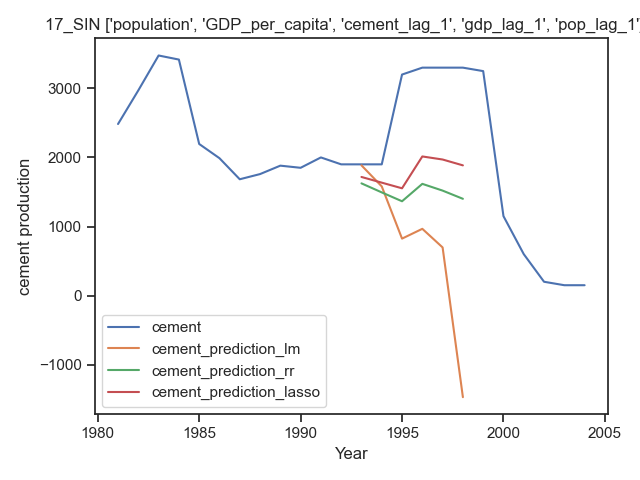 17_SIN ['population', 'GDP_per_capita', 'cement_lag_1', 'gdp_lag_1', 'pop_lag_1']
cement production
3000
2000
1000
0
−1000
cement
cement_prediction_lm
cement_prediction_rr
cement_prediction_lasso
1980 1985 1990 1995 2000 2005
Year